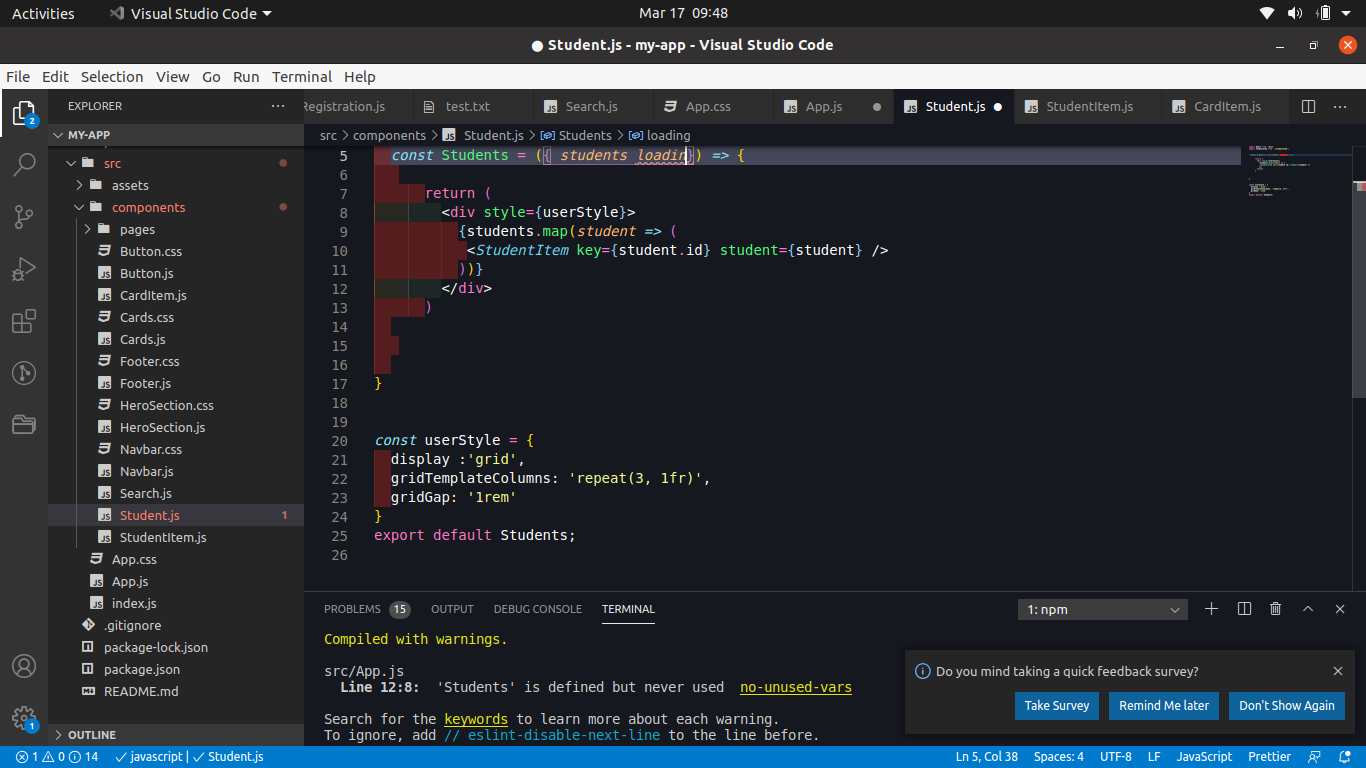 Activities Visual Studio Code Mar 17 09:48
● Student.js - my-app - Visual Studio Code
File Edit Selection View Go Run Terminal Help
EXPLORER ··· Registration.js test.txt Search.js App.css App.js ● Student.js ● StudentItem.js CardItem.js ···
MY-APP
src > components > JS Student.js > Students > loading
src
assets
components
pages
Button.css
Button.js
CardItem.js
Cards.css
Cards.js
Footer.css
Footer.js
HeroSection.css
HeroSection.js
Navbar.css
Navbar.js
Search.js
Student.js 1
StudentItem.js
App.css
App.js
index.js
.gitignore
package-lock.json
package.json
README.md
OUTLINE
5 const Students = ({ students loadin}) => {
6
7 return (
8 <div style={userStyle}>
9 {students.map(student => (
10 <StudentItem key={student.id} student={student} />
11 ))}
12 </div>
13 )
14
15
16
17 }
18
19
20 const userStyle = {
21 display :'grid',
22 gridTemplateColumns: 'repeat(3, 1fr)',
23 gridGap: '1rem'
24 }
25 export default Students;
26
PROBLEMS 15 OUTPUT DEBUG CONSOLE TERMINAL 1: npm
Compiled with warnings.
src/App.js
Line 12:8: 'Students' is defined but never used no-unused-vars
Search for the keywords to learn more about each warning.
To ignore, add // eslint-disable-next-line to the line before.
Do you mind taking a quick feedback survey?
Take Survey Remind Me later Don't Show Again
2
1
1 0 14 javascript | Student.js Ln 5, Col 38 Spaces: 4 UTF-8 LF JavaScript Prettier